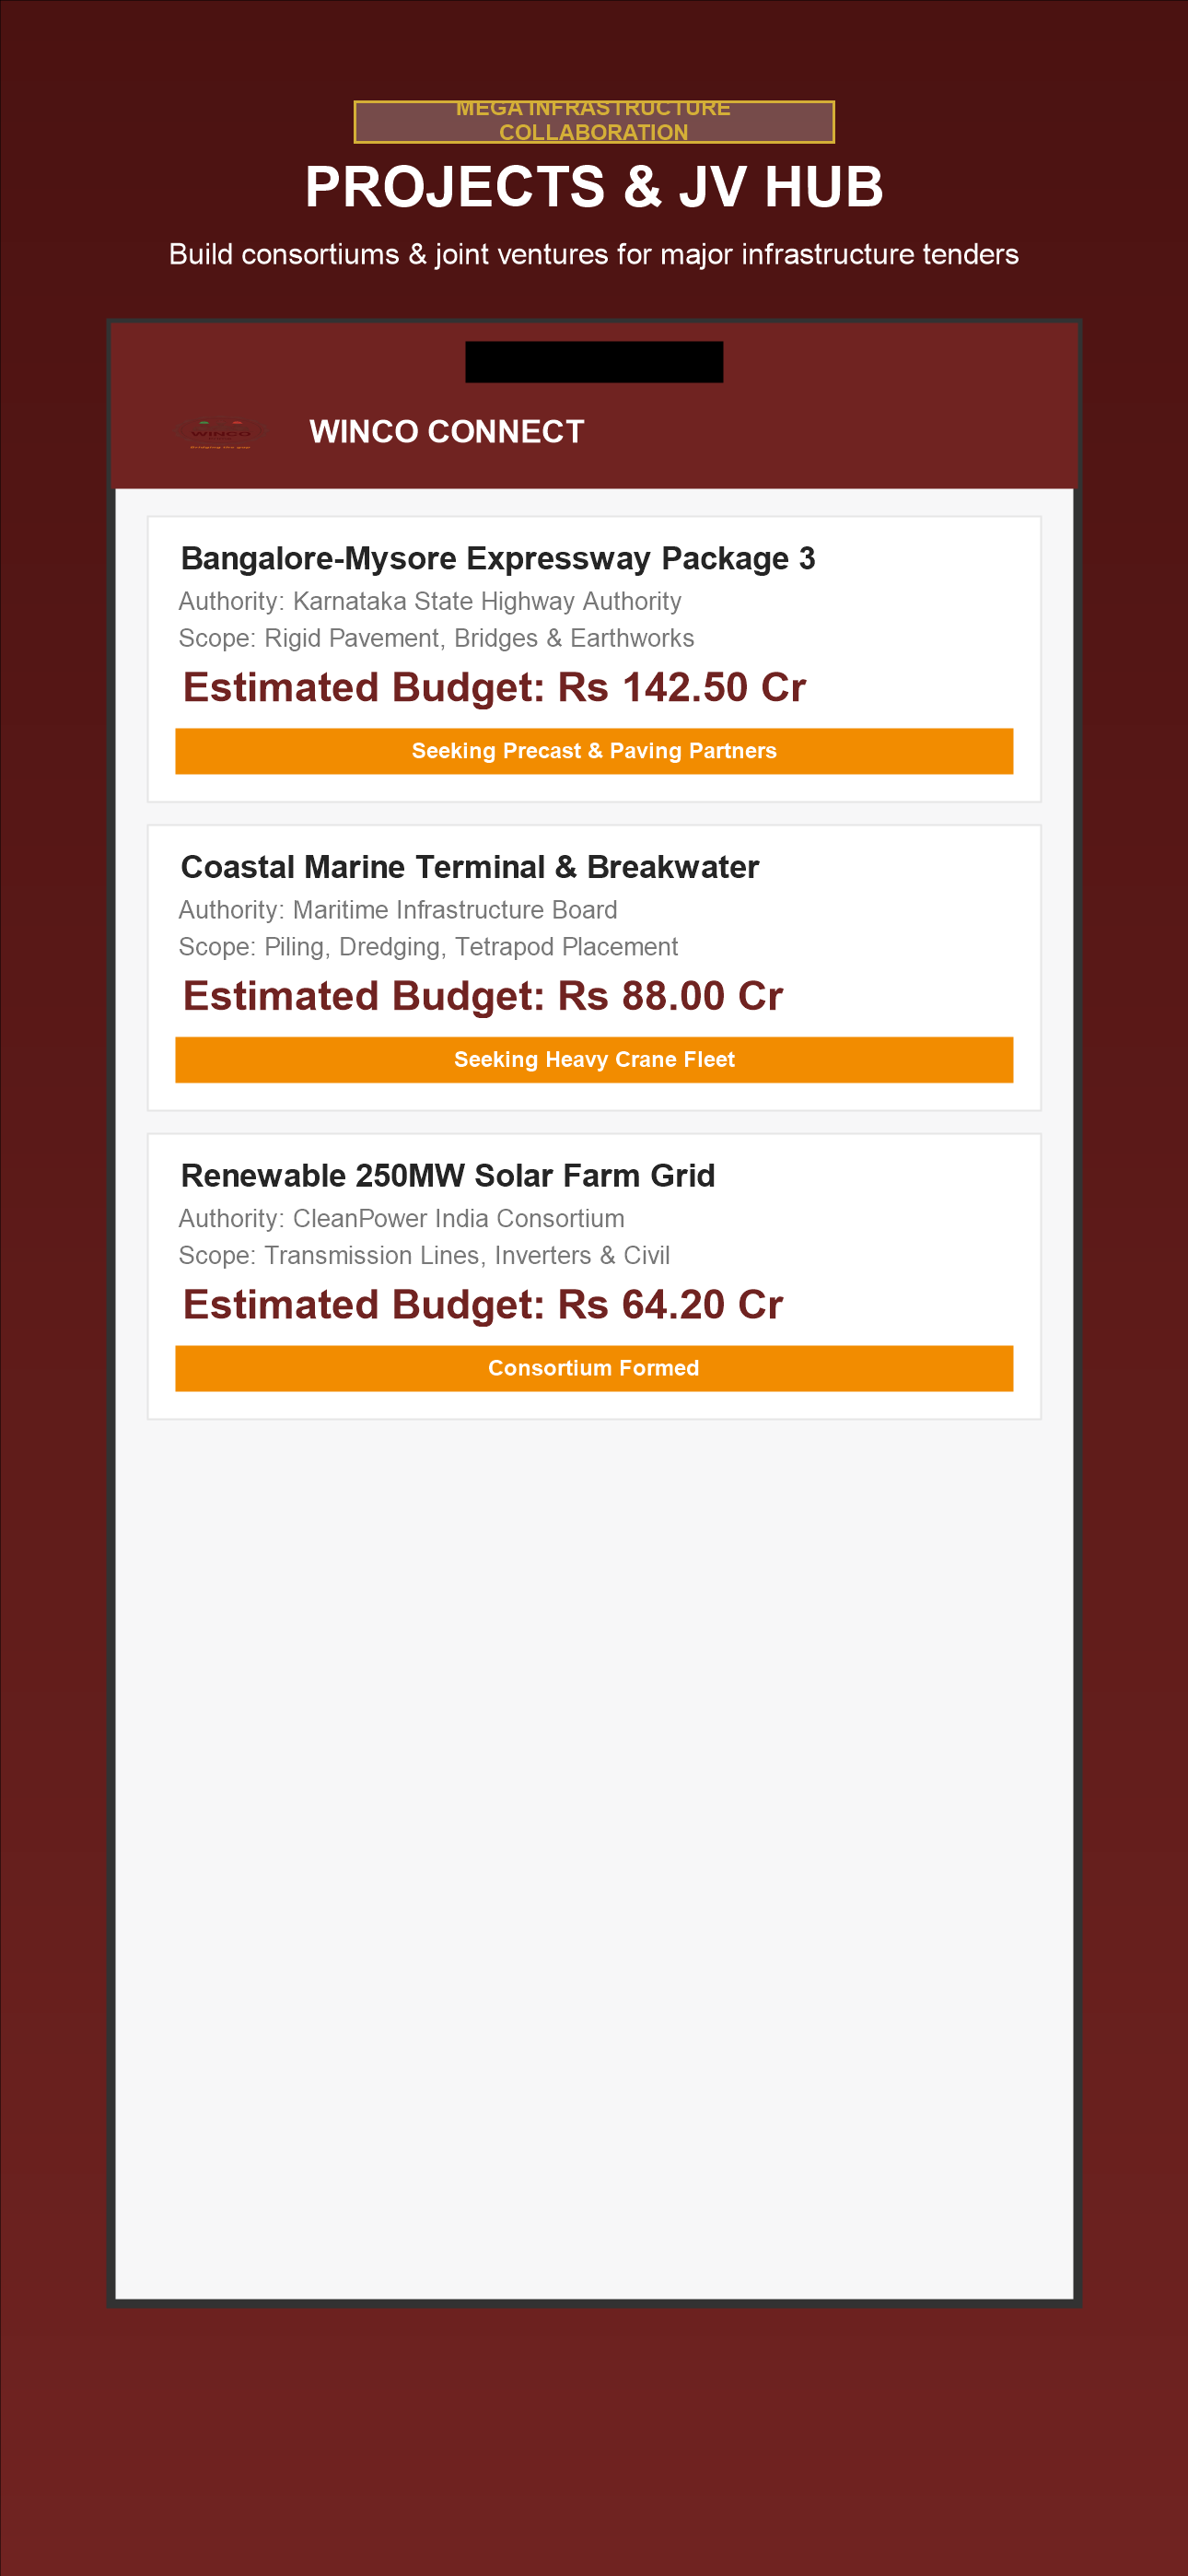 MEGA INFRASTRUCTURE
COLLABORATION
PROJECTS & JV HUB
Build consortiums & joint ventures for major infrastructure tenders
WINCO
Bridging the gap
WINCO CONNECT
Bangalore-Mysore Expressway Package 3
Authority: Karnataka State Highway Authority
Scope: Rigid Pavement, Bridges & Earthworks
Estimated Budget: Rs 142.50 Cr
Seeking Precast & Paving Partners
Coastal Marine Terminal & Breakwater
Authority: Maritime Infrastructure Board
Scope: Piling, Dredging, Tetrapod Placement
Estimated Budget: Rs 88.00 Cr
Seeking Heavy Crane Fleet
Renewable 250MW Solar Farm Grid
Authority: CleanPower India Consortium
Scope: Transmission Lines, Inverters & Civil
Estimated Budget: Rs 64.20 Cr
Consortium Formed